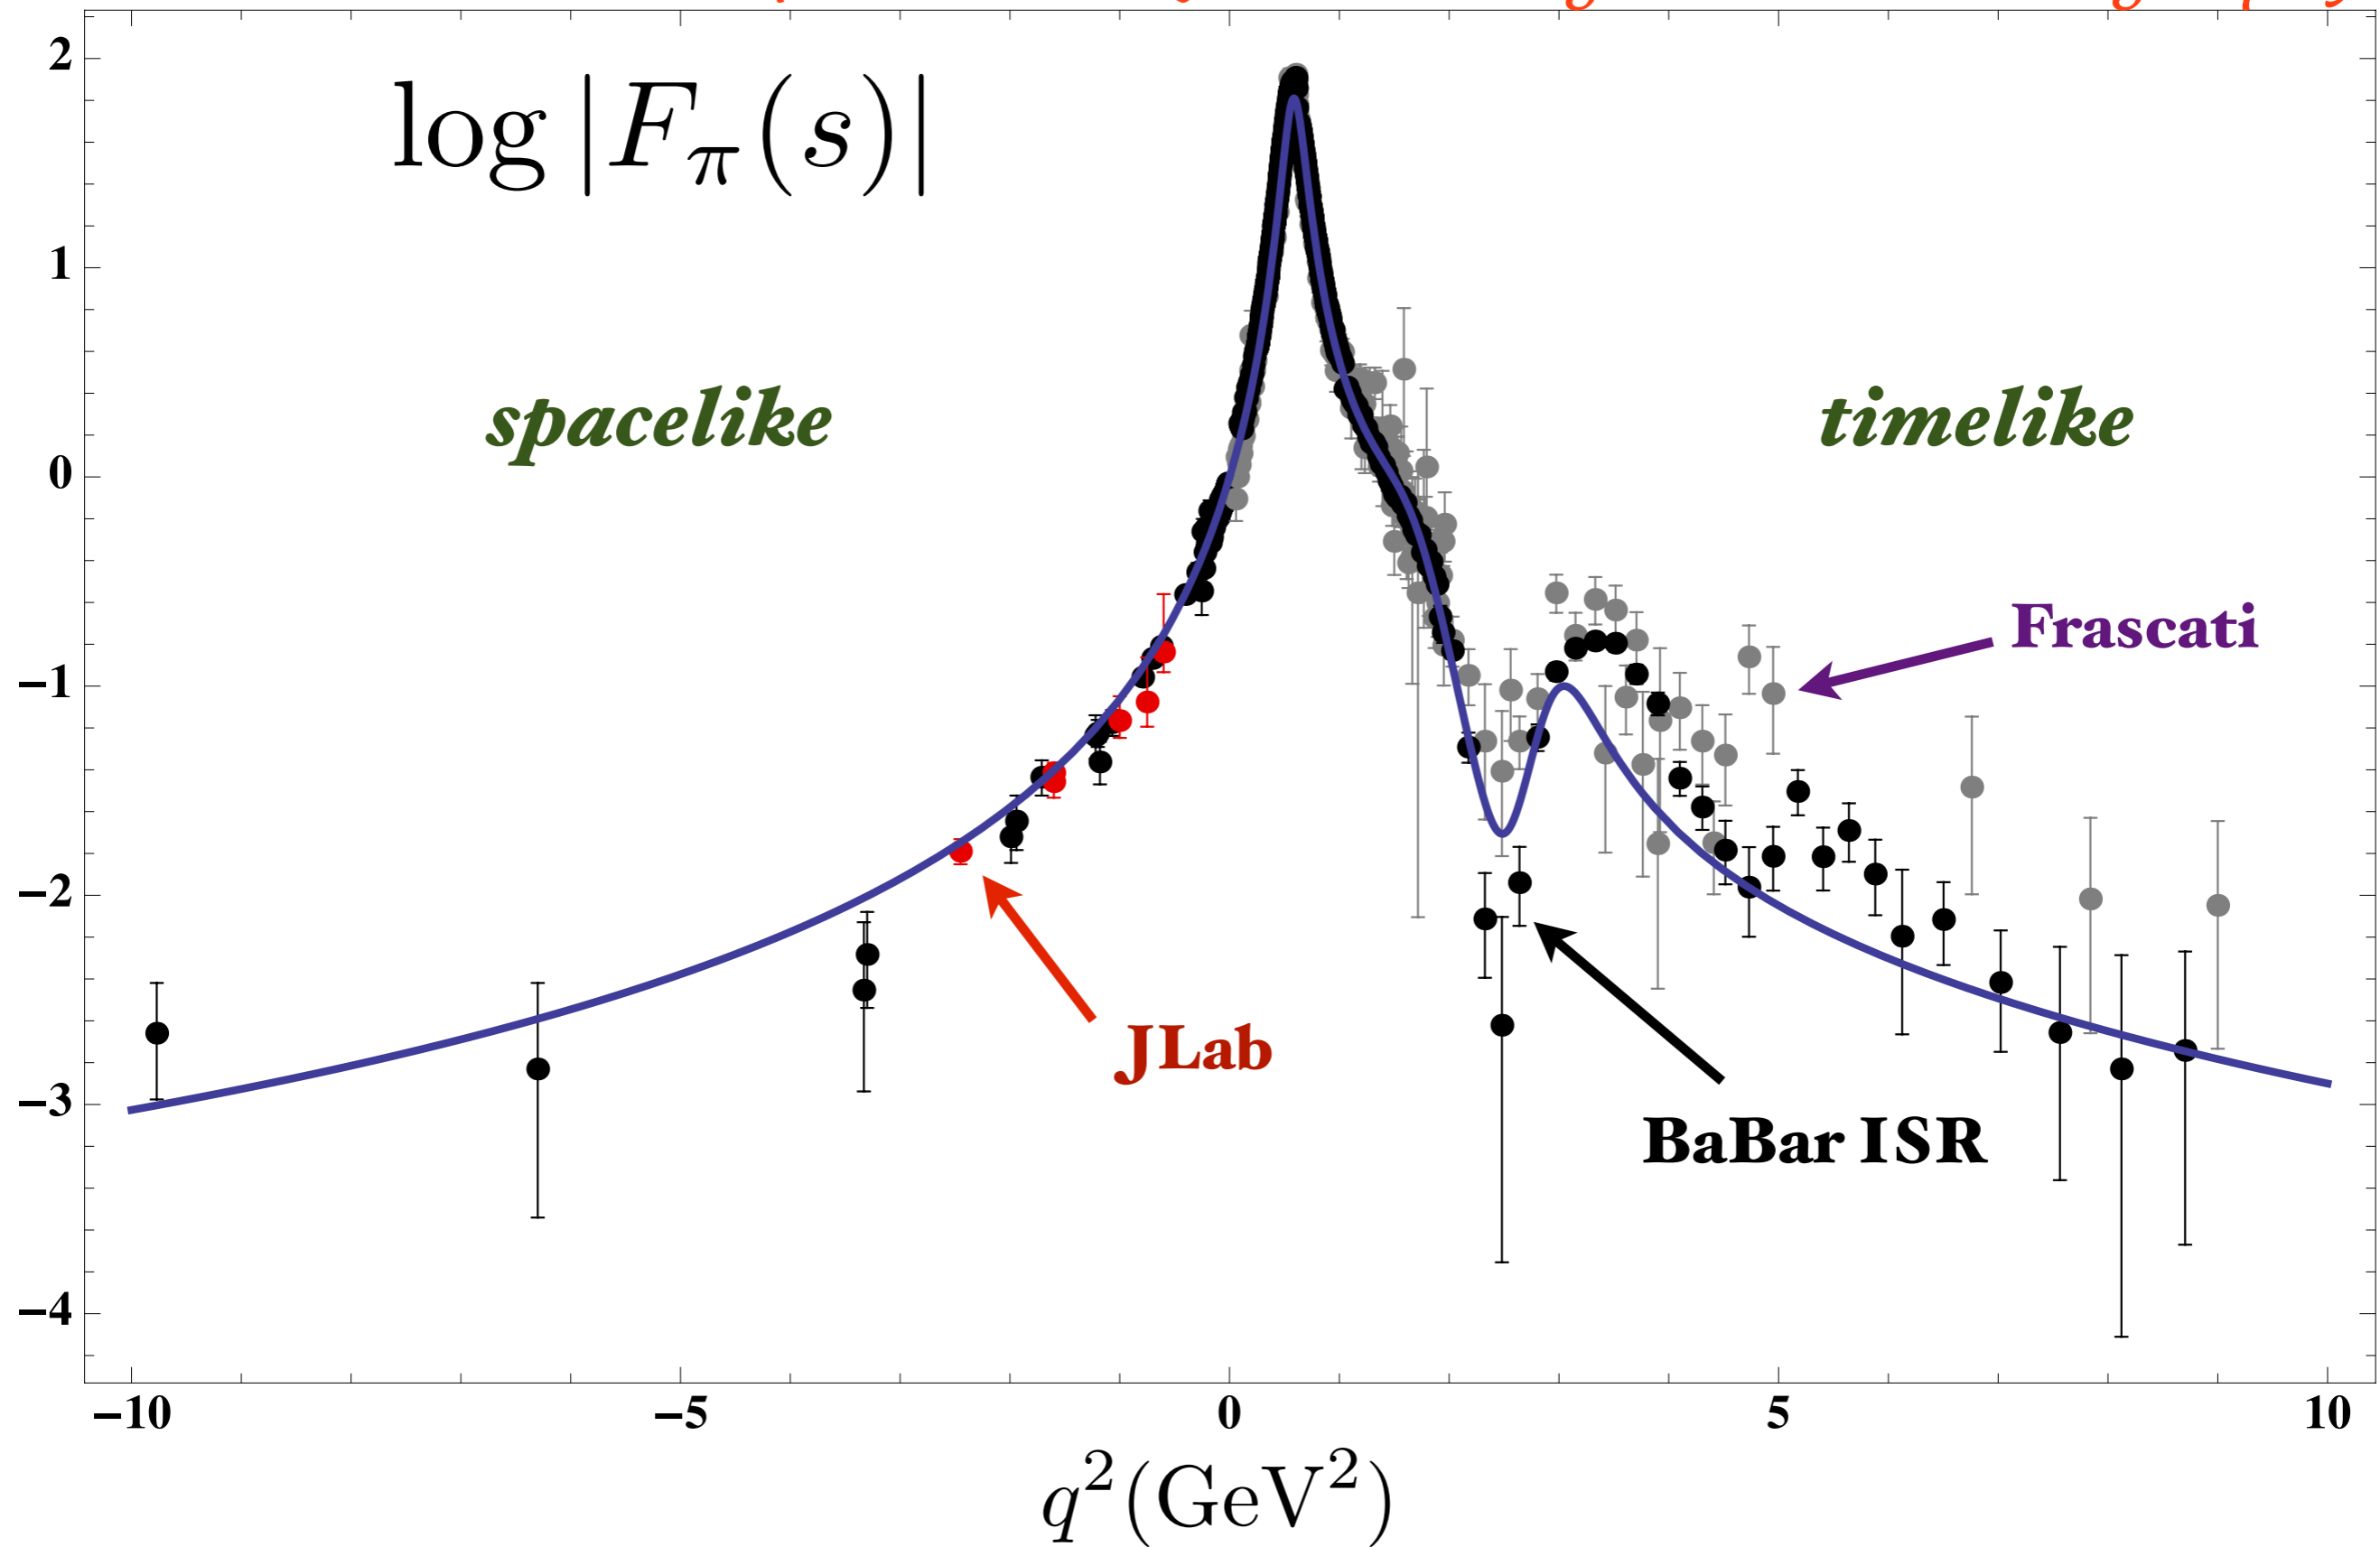 log |F_π(s)|
2
1
0
−1
−2
−3
−4
spacelike
timelike
Frascati
JLab
BaBar ISR
−10 −5 0 5 10
q²(GeV²)